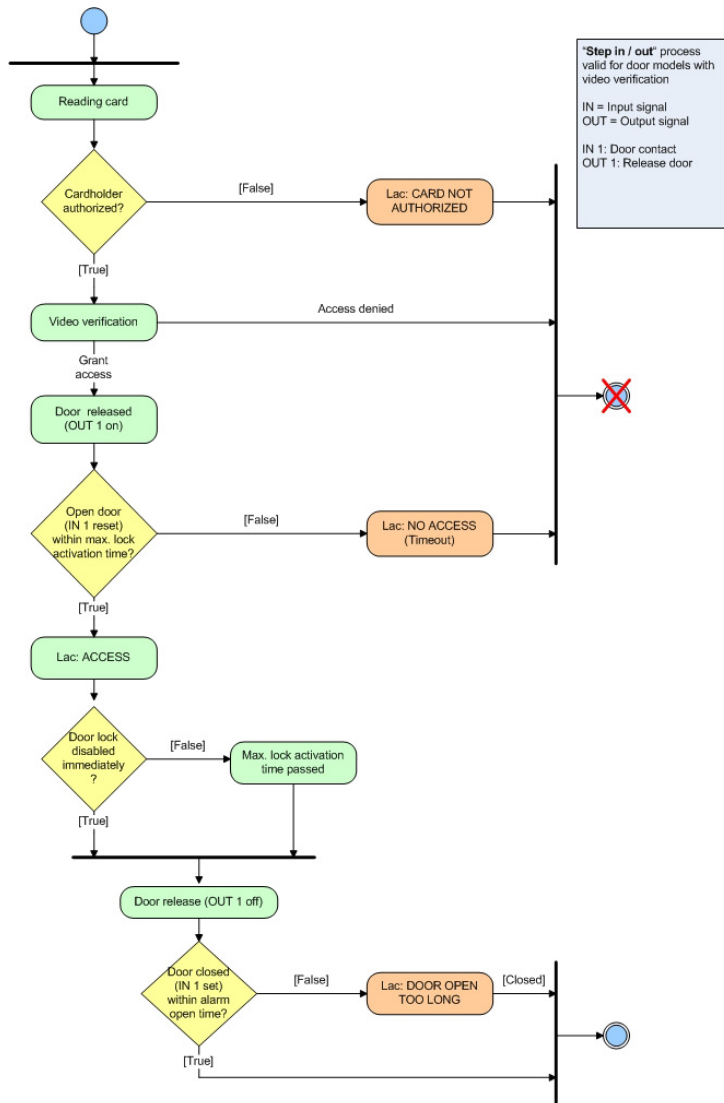 "Step in / out" process
valid for door models with
video verification
IN = Input signal
OUT = Output signal
IN 1: Door contact
OUT 1: Release door
Reading card
Cardholder
authorized?
[False]
Lac: CARD NOT
AUTHORIZED
[True]
Video verification
Access denied
Grant
access
Door released
(OUT 1 on)
Open door
(IN 1 reset)
within max. lock
activation time?
[False]
Lac: NO ACCESS
(Timeout)
[True]
Lac: ACCESS
Door lock
disabled
immediately
?
[False]
Max. lock activation
time passed
[True]
Door release (OUT 1 off)
Door closed
(IN 1 set)
within alarm
open time?
[False]
Lac: DOOR OPEN
TOO LONG
[Closed]
[True]